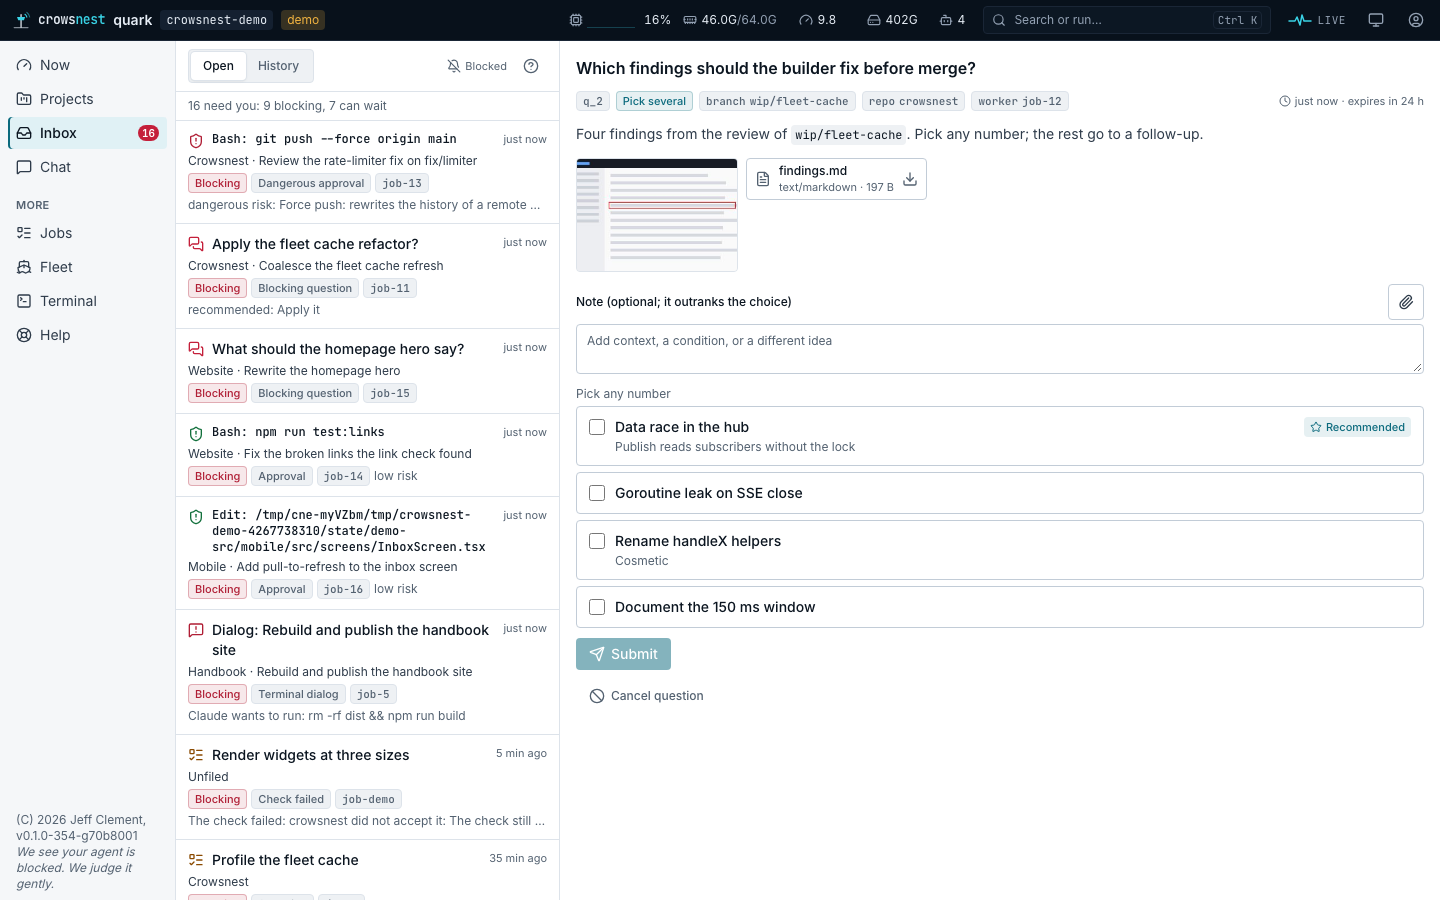 crowsnest quark crowsnest-demo demo 16% 46.0G/64.0G 9.8 402G 4 Search or run... Ctrl K LIVE
Now
Projects
Inbox 16
Chat
MORE
Jobs
Fleet
Terminal
Help
(C) 2026 Jeff Clement,
v0.1.0-354-g70b8001
We see your agent is
blocked. We judge it
gently.
Open History Blocked
16 need you: 9 blocking, 7 can wait
Bash: git push --force origin main just now
Crowsnest · Review the rate-limiter fix on fix/limiter
Blocking Dangerous approval job-13
dangerous risk: Force push: rewrites the history of a remote ...
Apply the fleet cache refactor? just now
Crowsnest · Coalesce the fleet cache refresh
Blocking Blocking question job-11
recommended: Apply it
What should the homepage hero say? just now
Website · Rewrite the homepage hero
Blocking Blocking question job-15
Bash: npm run test:links just now
Website · Fix the broken links the link check found
Blocking Approval job-14 low risk
Edit: /tmp/cne-myVZbm/tmp/crowsnest- just now
demo-4267738310/state/demo-
src/mobile/src/screens/InboxScreen.tsx
Mobile · Add pull-to-refresh to the inbox screen
Blocking Approval job-16 low risk
Dialog: Rebuild and publish the handbook just now
site
Handbook · Rebuild and publish the handbook site
Blocking Terminal dialog job-5
Claude wants to run: rm -rf dist && npm run build
Render widgets at three sizes 5 min ago
Unfiled
Blocking Check failed job-demo
The check failed: crowsnest did not accept it: The check still ...
Profile the fleet cache 35 min ago
Crowsnest
Which findings should the builder fix before merge?
q_2 Pick several branch wip/fleet-cache repo crowsnest worker job-12 just now · expires in 24 h
Four findings from the review of wip/fleet-cache. Pick any number; the rest go to a follow-up.
findings.md
text/markdown · 197 B
Note (optional; it outranks the choice)
Add context, a condition, or a different idea
Pick any number
Data race in the hub Recommended
Publish reads subscribers without the lock
Goroutine leak on SSE close
Rename handleX helpers
Cosmetic
Document the 150 ms window
Submit
Cancel question